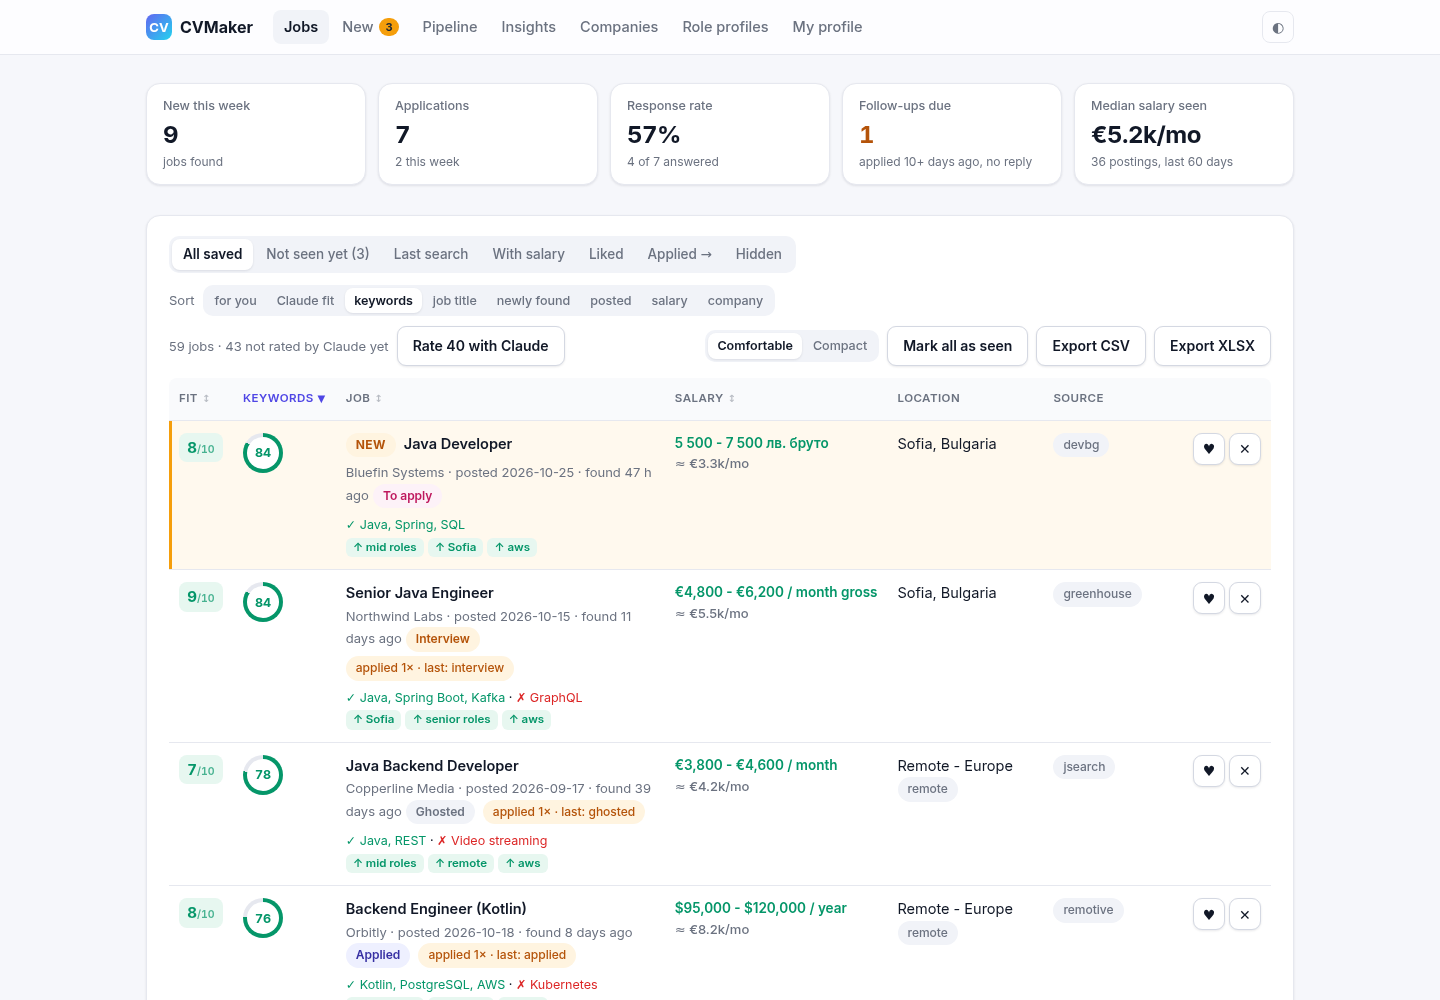 CV CVMaker Jobs New 3 Pipeline Insights Companies Role profiles My profile
New this week
9
jobs found
Applications
7
2 this week
Response rate
57%
4 of 7 answered
Follow-ups due
1
applied 10+ days ago, no reply
Median salary seen
€5.2k/mo
36 postings, last 60 days
All saved Not seen yet (3) Last search With salary Liked Applied → Hidden
Sort for you Claude fit keywords job title newly found posted salary company
59 jobs · 43 not rated by Claude yet Rate 40 with Claude Comfortable Compact Mark all as seen Export CSV Export XLSX
FIT ↕ KEYWORDS ▼ JOB ↕ SALARY ↕ LOCATION SOURCE
8/10 84 NEW Java Developer
Bluefin Systems · posted 2026-10-25 · found 47 h
ago To apply
✓ Java, Spring, SQL
↑ mid roles ↑ Sofia ↑ aws
5 500 - 7 500 лв. бруто
≈ €3.3k/mo
Sofia, Bulgaria
devbg
♥ ✕
9/10 84 Senior Java Engineer
Northwind Labs · posted 2026-10-15 · found 11
days ago Interview
applied 1× · last: interview
✓ Java, Spring Boot, Kafka · ✗ GraphQL
↑ Sofia ↑ senior roles ↑ aws
€4,800 - €6,200 / month gross
≈ €5.5k/mo
Sofia, Bulgaria
greenhouse
♥ ✕
7/10 78 Java Backend Developer
Copperline Media · posted 2026-09-17 · found 39
days ago Ghosted applied 1× · last: ghosted
✓ Java, REST · ✗ Video streaming
↑ mid roles ↑ remote ↑ aws
€3,800 - €4,600 / month
≈ €4.2k/mo
Remote - Europe
remote
jsearch
♥ ✕
8/10 76 Backend Engineer (Kotlin)
Orbitly · posted 2026-10-18 · found 8 days ago
Applied applied 1× · last: applied
✓ Kotlin, PostgreSQL, AWS · ✗ Kubernetes
$95,000 - $120,000 / year
≈ €8.2k/mo
Remote - Europe
remote
remotive
♥ ✕